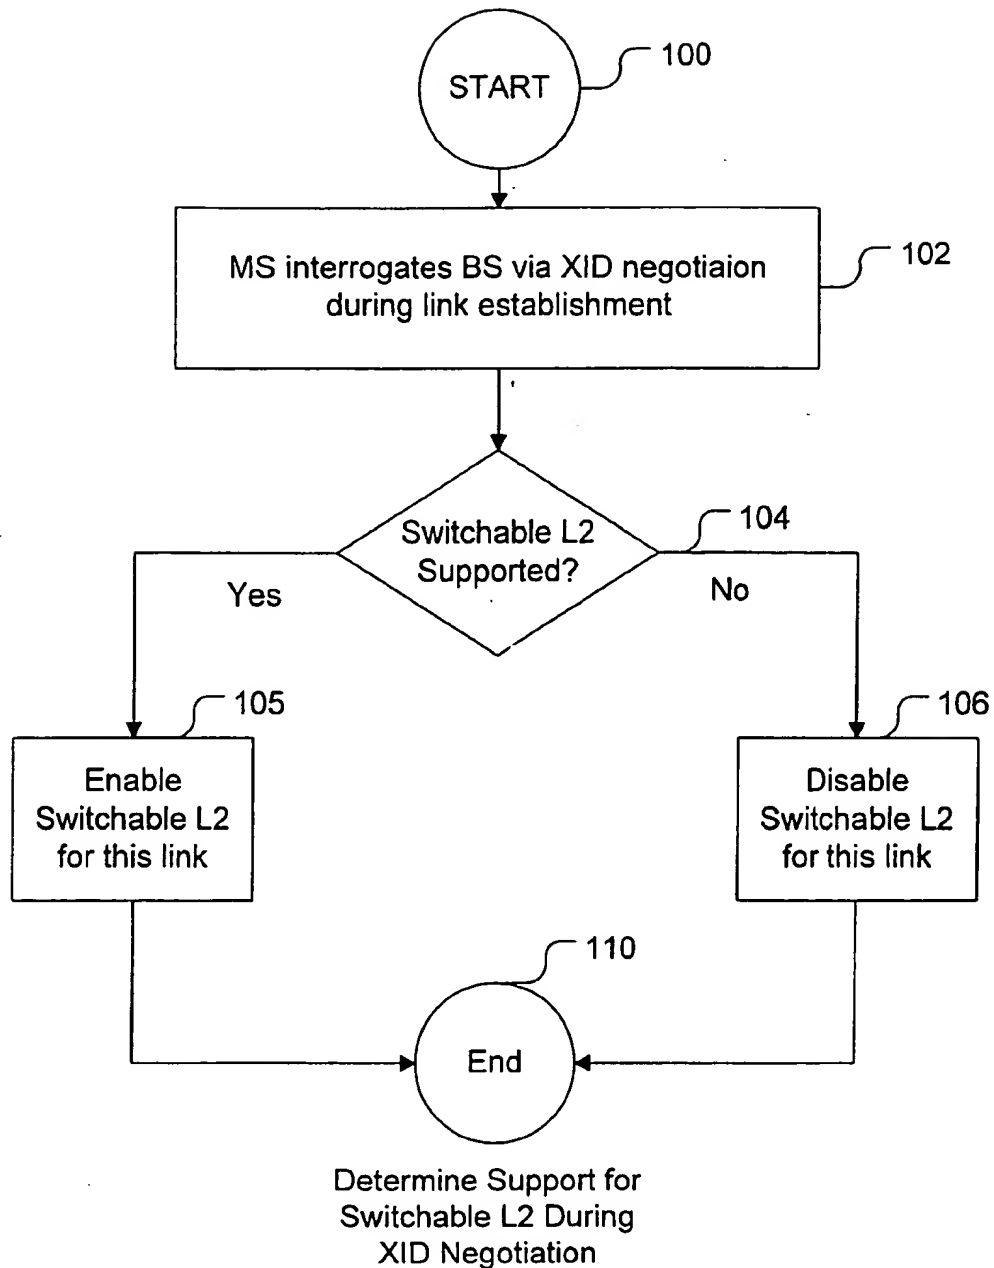 START
100
MS interrogates BS via XID negotiaion
during link establishment
102
Switchable L2
Supported?
104
Yes
No
105
106
Enable
Switchable L2
for this link
Disable
Switchable L2
for this link
110
End
Determine Support for
Switchable L2 During
XID Negotiation